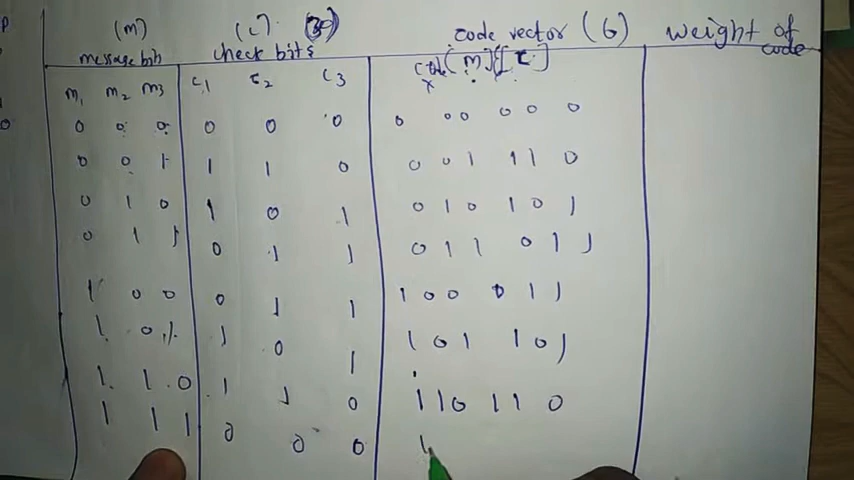 (m) (c) code vector (6) weight of code
message bits check bits [m][c]
m1 m2 m3 c1 c2 c3
0 0 0 0 0 0 0 0 0 0 0 0
0 0 1 1 1 0 0 0 1 1 1 0
0 1 0 1 0 1 0 1 0 1 0 1
0 1 1 0 1 1 0 1 1 0 1 1
1 0 0 0 1 1 1 0 0 0 1 1
1 0 1 1 0 1 1 0 1 1 0 1
1 1 0 1 1 0 1 1 0 1 1 0
1 1 1 0 0 0 1